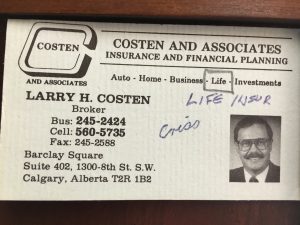 COSTEN
AND ASSOCIATES
COSTEN AND ASSOCIATES
INSURANCE AND FINANCIAL PLANNING
Auto - Home - Business - Life - Investments
LIFE INSUR
LARRY H. COSTEN
Broker
Bus: 245-2424
Cell: 560-5735
Fax: 245-2588
Criss
Barclay Square
Suite 402, 1300-8th St. S.W.
Calgary, Alberta T2R 1B2